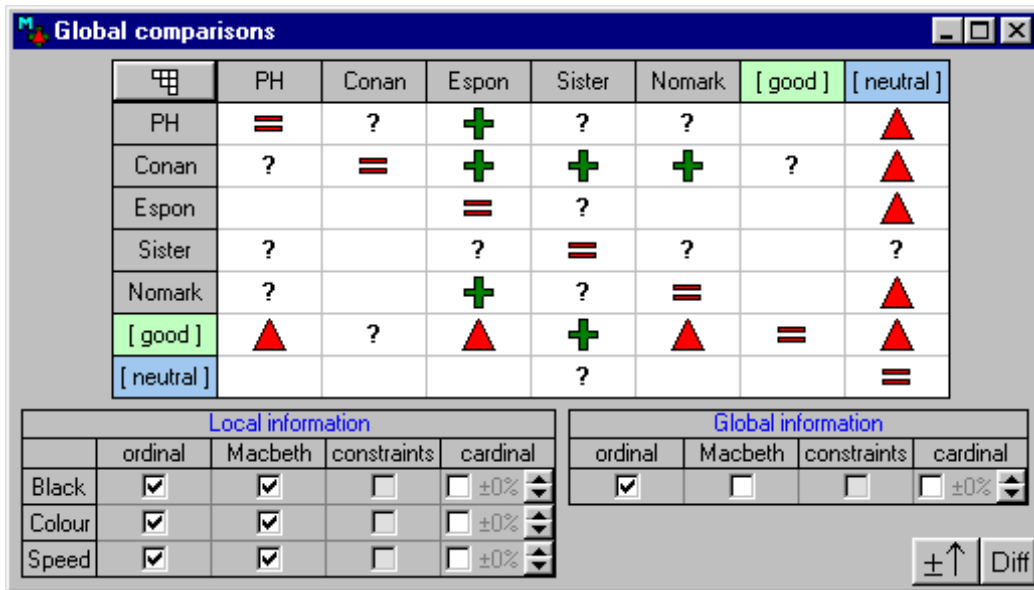 M Global comparisons
PH Conan Espon Sister Nomark [ good ] [ neutral ]
PH ? ? ?
Conan ? ?
Espon ?
Sister ? ? ? ?
Nomark ? ?
[ good ] ?
[ neutral ] ?
Local information
ordinal Macbeth constraints cardinal
Black ±0%
Colour ±0%
Speed ±0%
Global information
ordinal Macbeth constraints cardinal
±0%
±↑ Diff